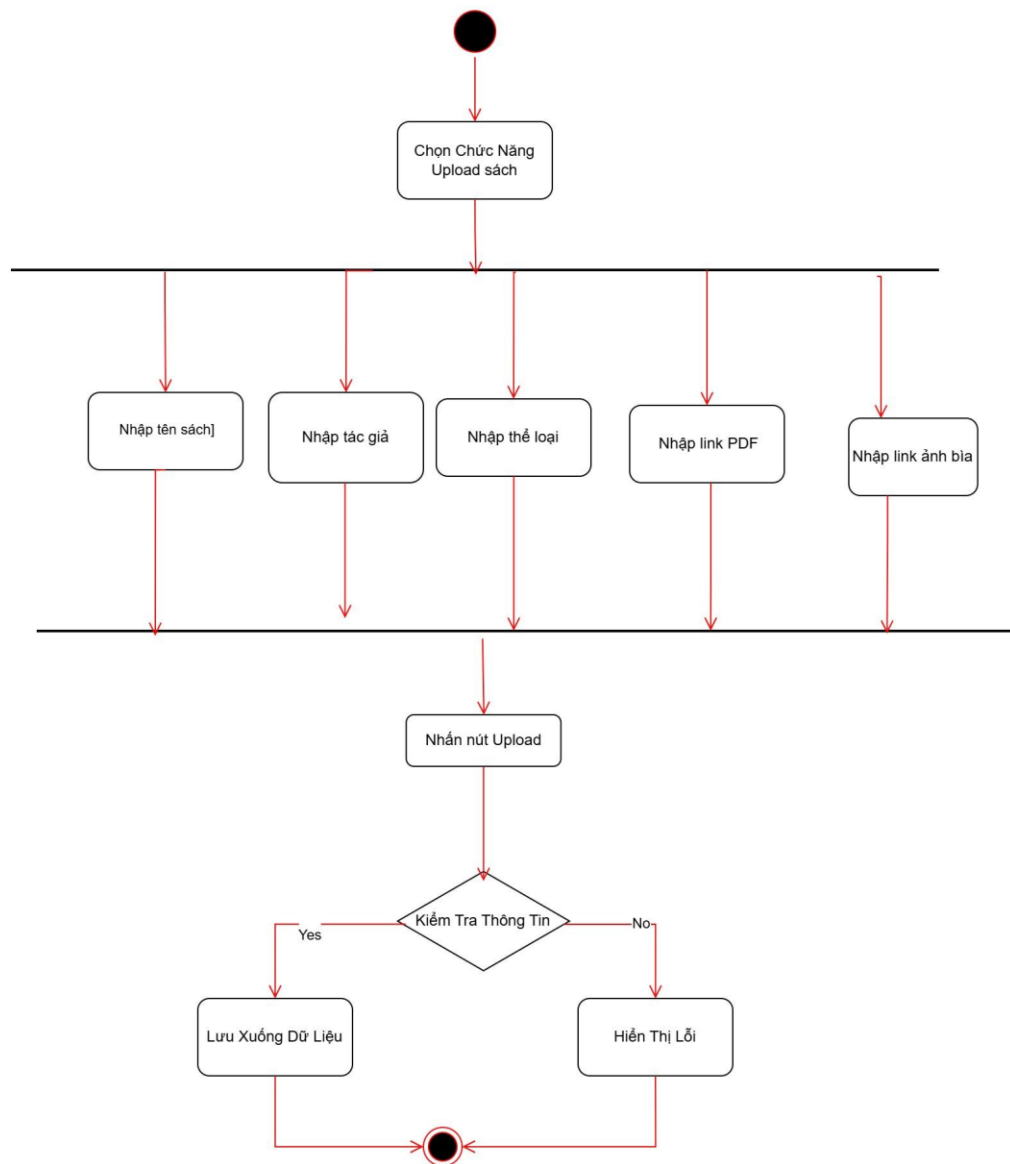 Chọn Chức Năng
Upload sách
Nhập tên sách]
Nhập tác giả
Nhập thể loại
Nhập link PDF
Nhập link ảnh bìa
Nhấn nút Upload
Kiểm Tra Thông Tin
Yes
No
Lưu Xuống Dữ Liệu
Hiển Thị Lỗi